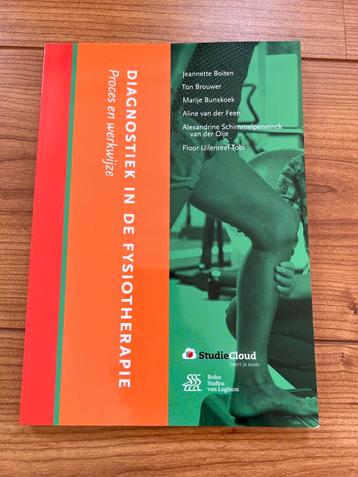 DIAGNOSTIEK IN DE FYSIOTHERAPIE
Proces en werkwijze
Jeannette Boiten
Ton Brouwer
Marije Bunskoek
Aline van der Feen
Alexandrine Schimmelpenninck
van der Oije
Floor Uilenreef-Tobi
StudieCloud
Leert je meer
Bohn
Stafleu
van Loghum